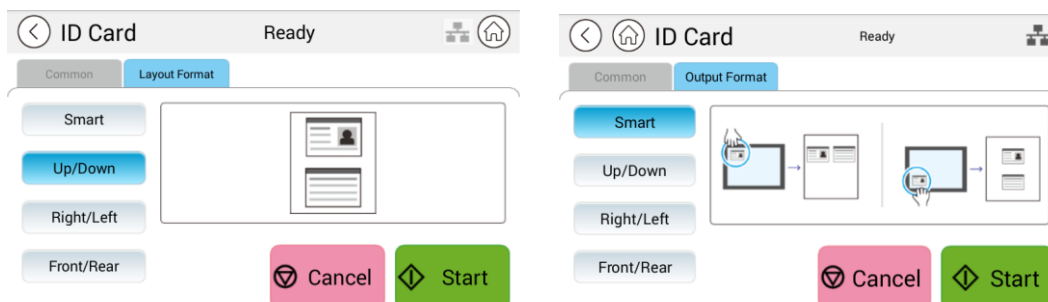 ID Card Ready
Common Layout Format
Smart
Up/Down
Right/Left
Front/Rear
Cancel Start
ID Card Ready
Common Output Format
Smart
Up/Down
Right/Left
Front/Rear
Cancel Start